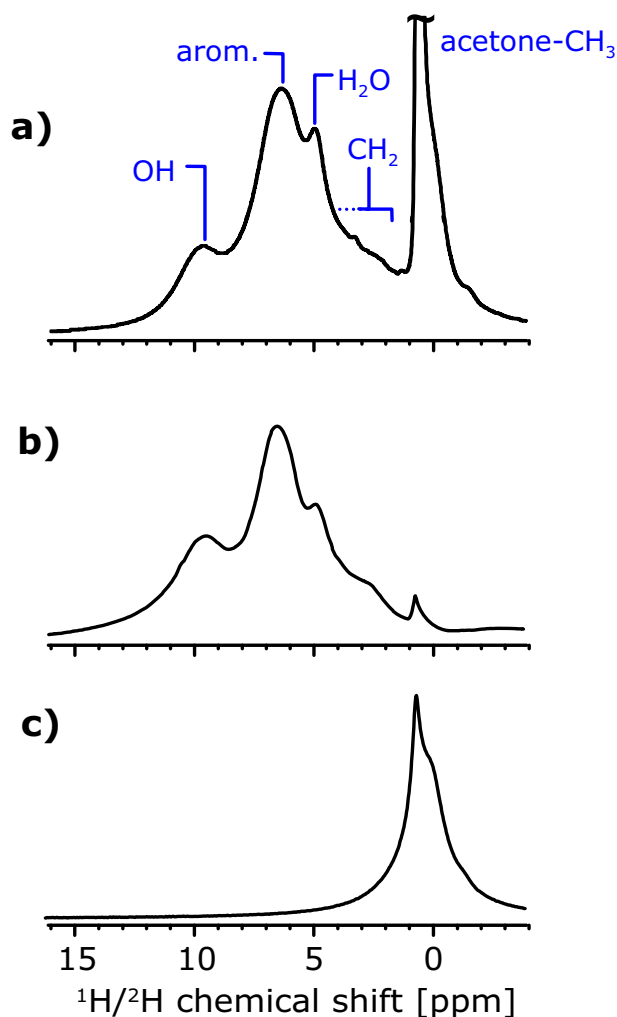 arom.
acetone-CH₃
a)
H₂O
CH₂
OH
b)
c)
15 10 5 0
¹H/²H chemical shift [ppm]